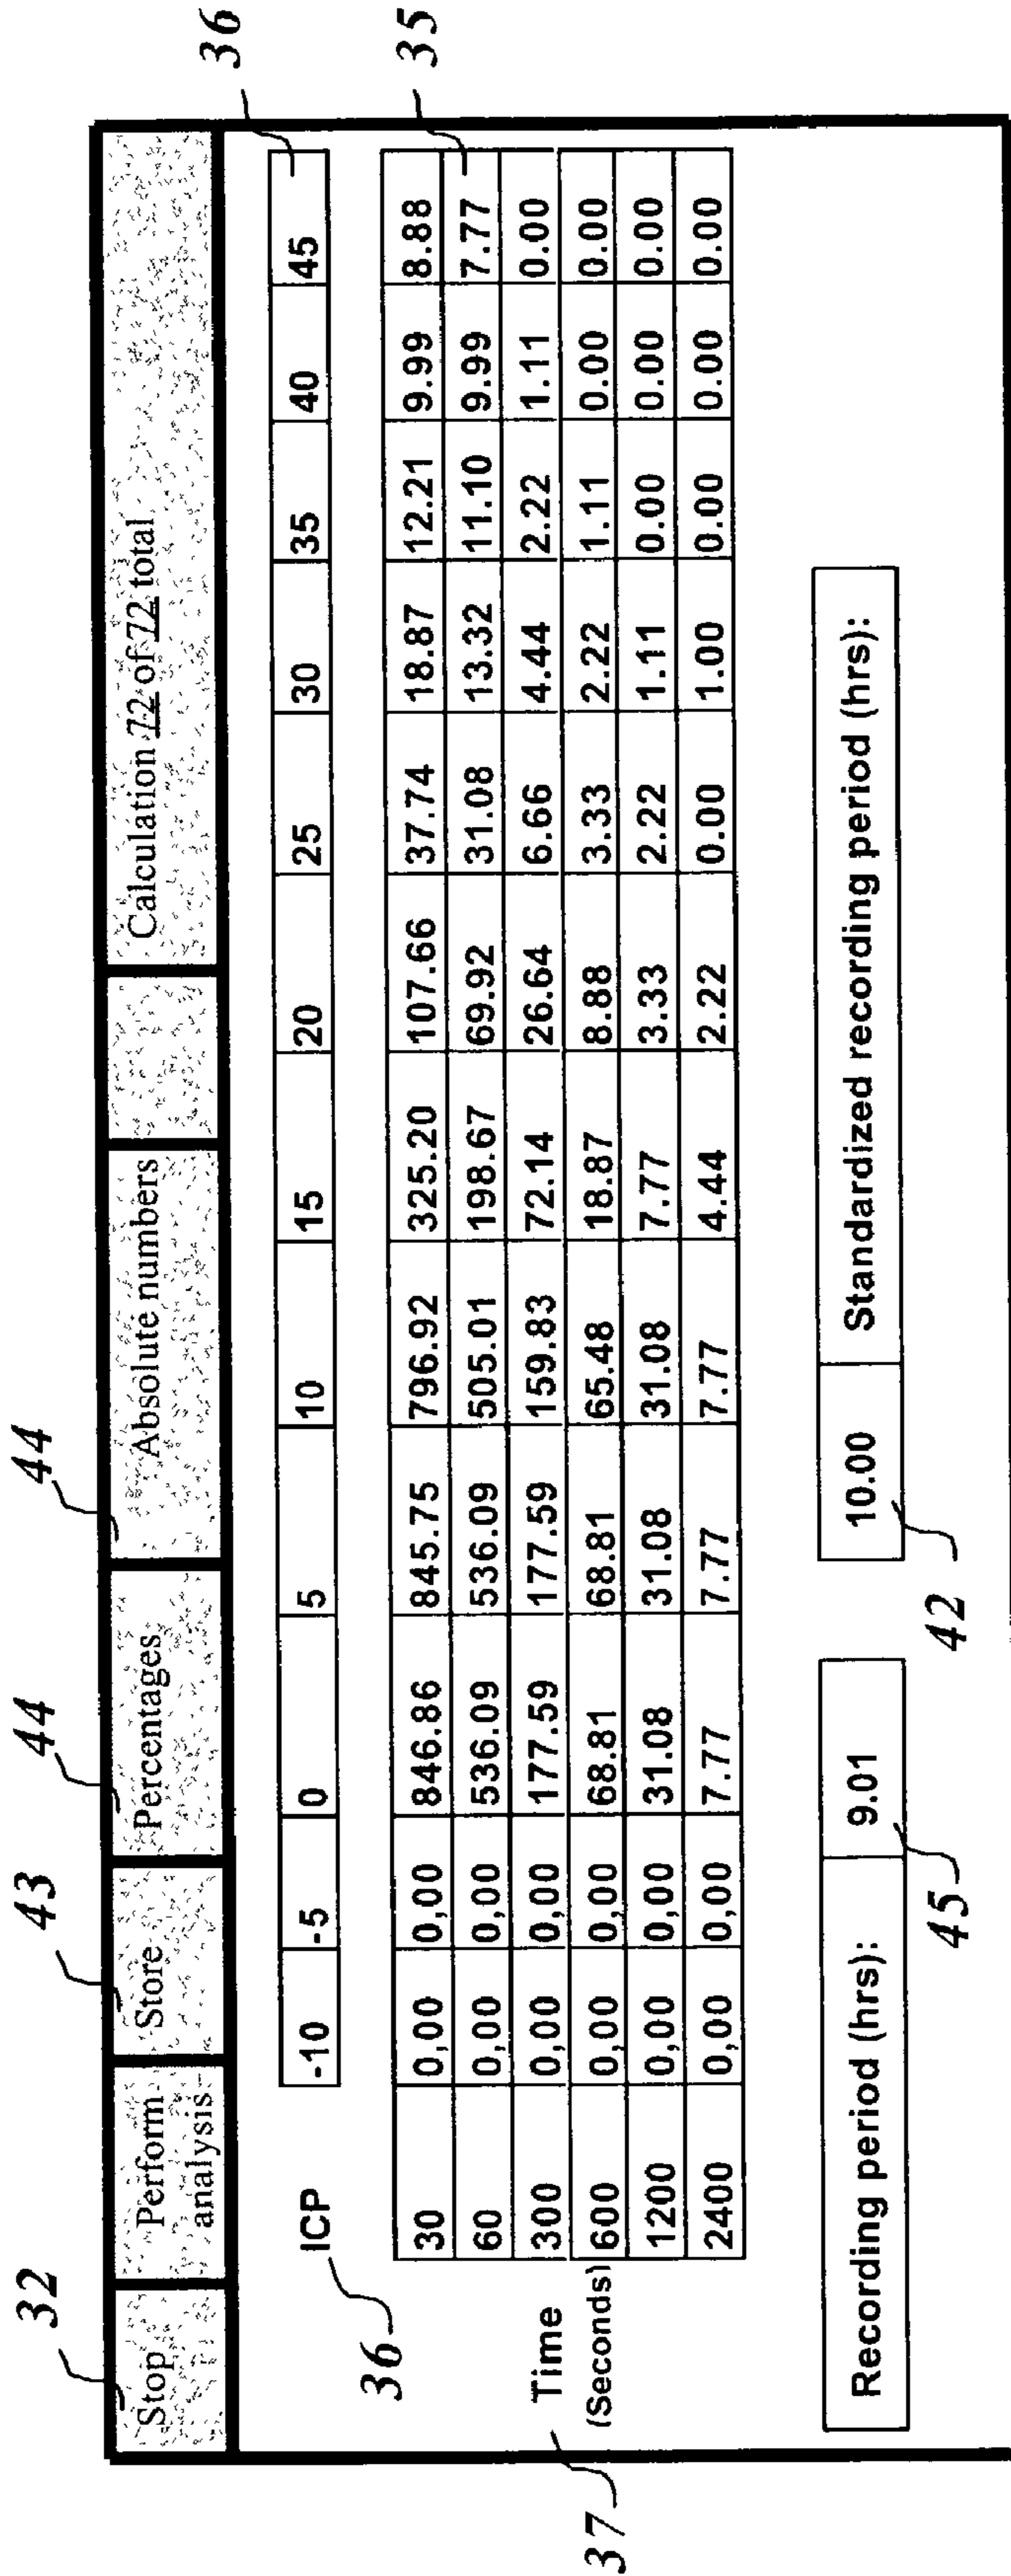 32 43 44 44
Stop Perform analysis Store Percentages Absolute numbers Calculation 72 of 72 total
36 ICP -10 -5 0 5 10 15 20 25 30 35 40 45 36
30 0,00 0,00 846.86 845.75 796.92 325.20 107.66 37.74 18.87 12.21 9.99 8.88
60 0,00 0,00 536.09 536.09 505.01 198.67 69.92 31.08 13.32 11.10 9.99 7.77 35
37 Time 300 0,00 0,00 177.59 177.59 159.83 72.14 26.64 6.66 4.44 2.22 1.11 0.00
(Seconds) 600 0,00 0,00 68.81 68.81 65.48 18.87 8.88 3.33 2.22 1.11 0.00 0.00
1200 0,00 0,00 31.08 31.08 31.08 7.77 3.33 2.22 1.11 0.00 0.00 0.00
2400 0,00 0,00 7.77 7.77 7.77 4.44 2.22 0.00 1.00 0.00 0.00 0.00
Recording period (hrs): 9.01 10.00 Standardized recording period (hrs):
45 42